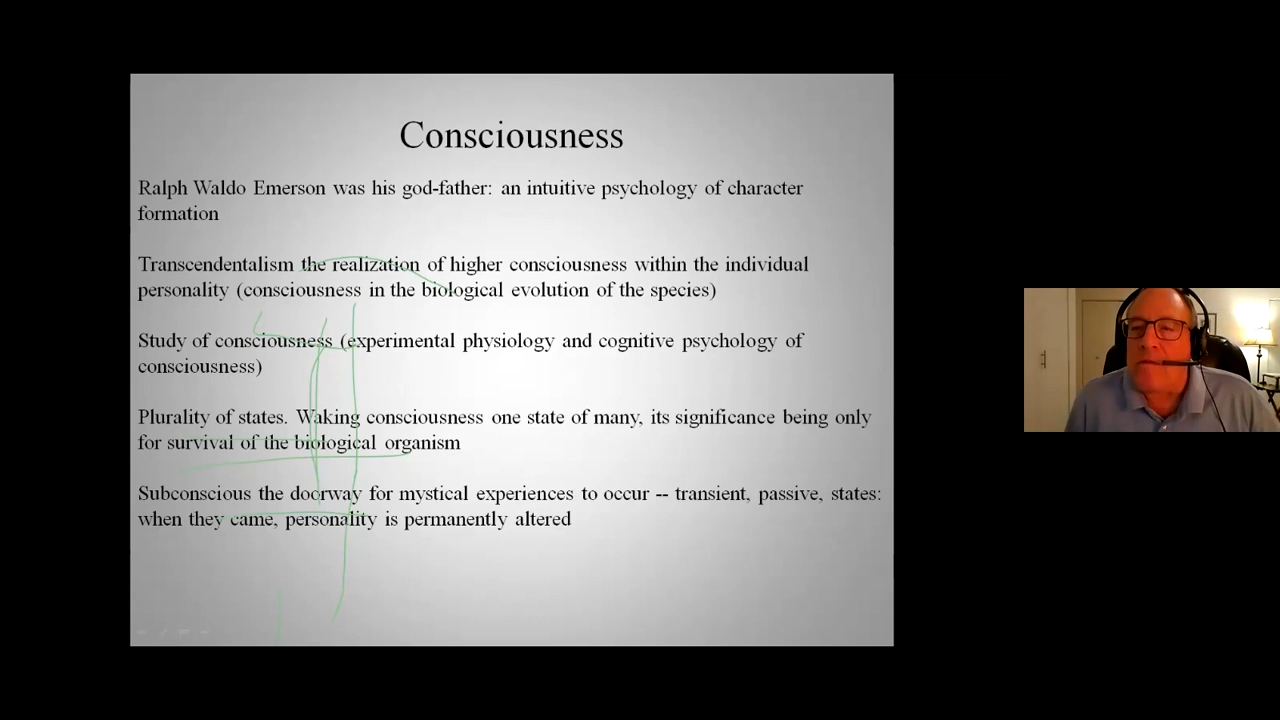 Consciousness
Ralph Waldo Emerson was his god-father: an intuitive psychology of character
formation
Transcendentalism the realization of higher consciousness within the individual
personality (consciousness in the biological evolution of the species)
Study of consciousness (experimental physiology and cognitive psychology of
consciousness)
Plurality of states. Waking consciousness one state of many, its significance being only
for survival of the biological organism
Subconscious the doorway for mystical experiences to occur -- transient, passive, states:
when they came, personality is permanently altered